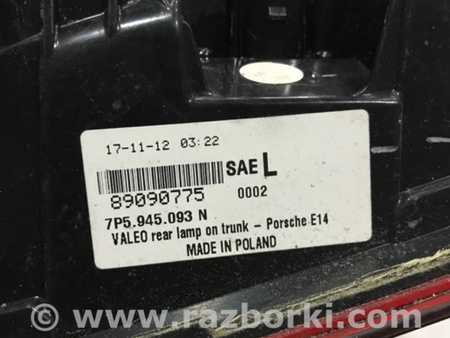 17-11-12 03:22
SAE L
89090775 0002
7P5.945.093 N
VALEO rear lamp on trunk - Porsche E14
MADE IN POLAND
© www.razborki.com